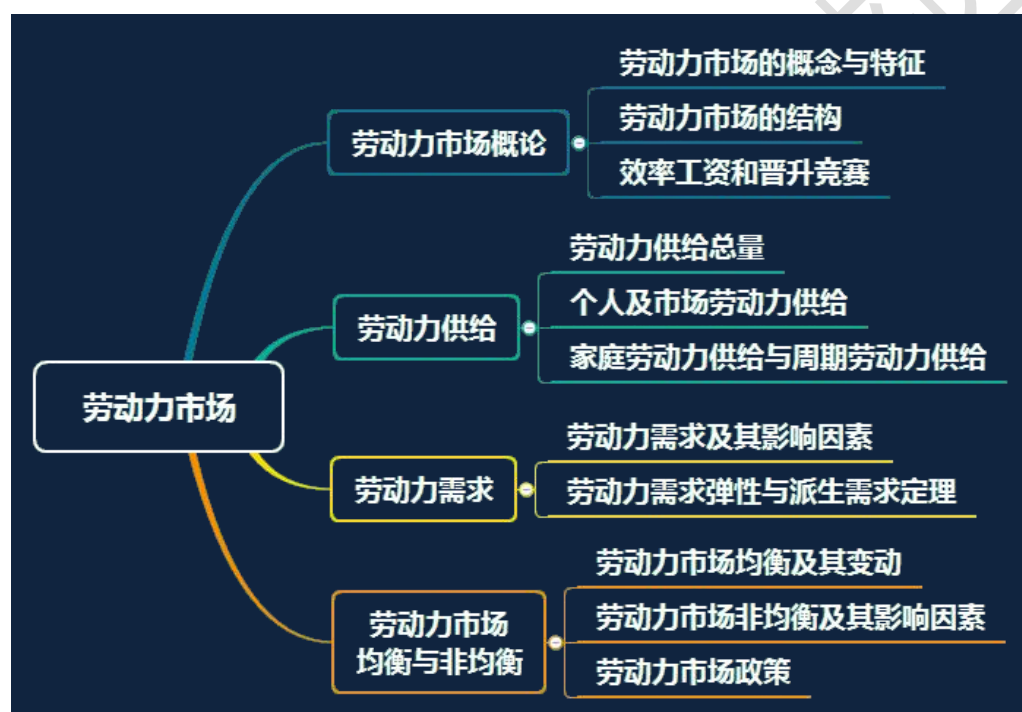 劳动力市场
劳动力市场概论
劳动力市场的概念与特征
劳动力市场的结构
效率工资和晋升竞赛
劳动力供给
劳动力供给总量
个人及市场劳动力供给
家庭劳动力供给与周期劳动力供给
劳动力需求
劳动力需求及其影响因素
劳动力需求弹性与派生需求定理
劳动力市场
均衡与非均衡
劳动力市场均衡及其变动
劳动力市场非均衡及其影响因素
劳动力市场政策